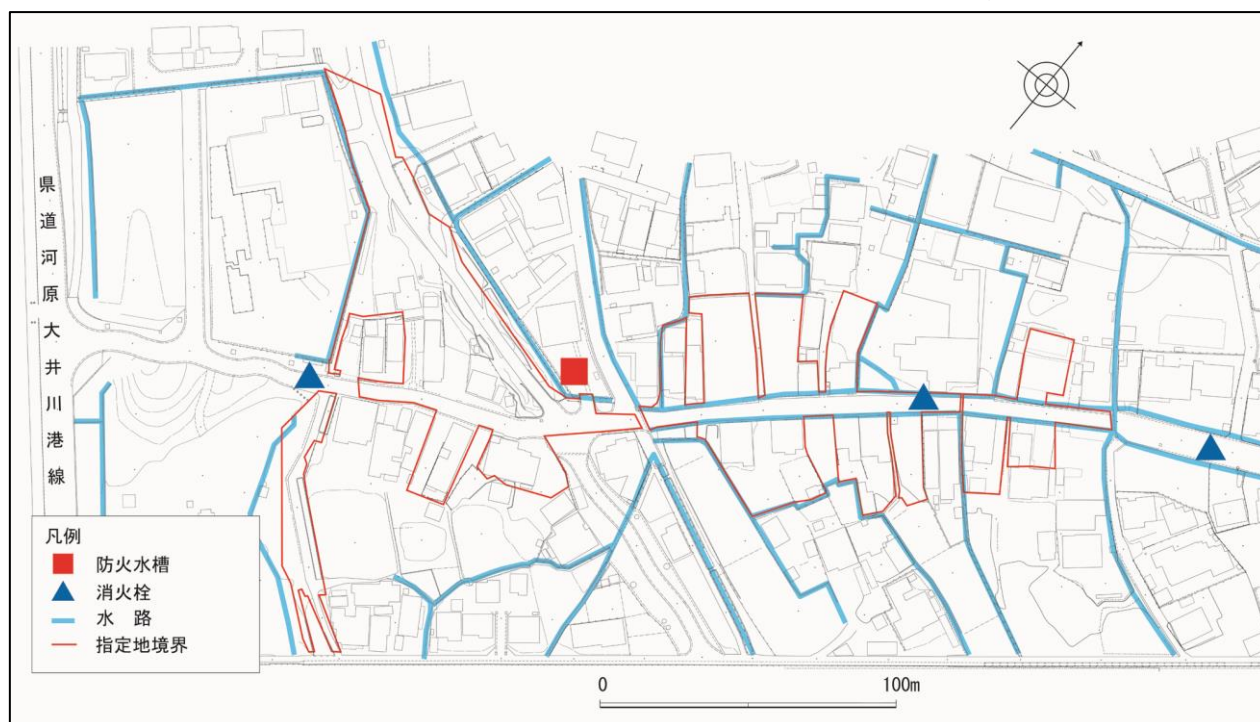 県道河原大井川港線
凡例
防火水槽
消火栓
水 路
指定地境界
0 100m